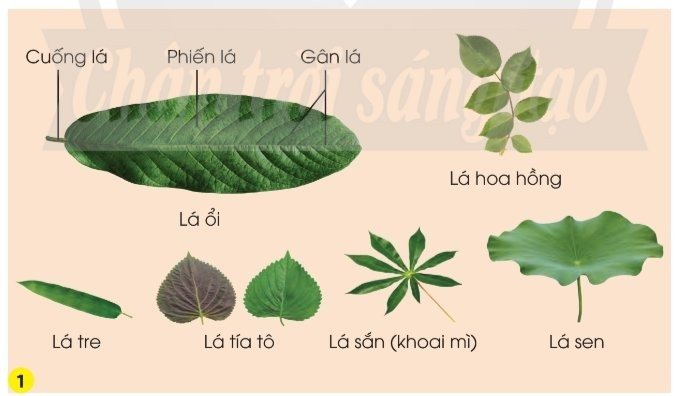 Chân trời sáng tạo
Cuống lá
Phiến lá
Gân lá
Lá ổi
Lá hoa hồng
Lá tre
Lá tía tô
Lá sắn (khoai mì)
Lá sen
1